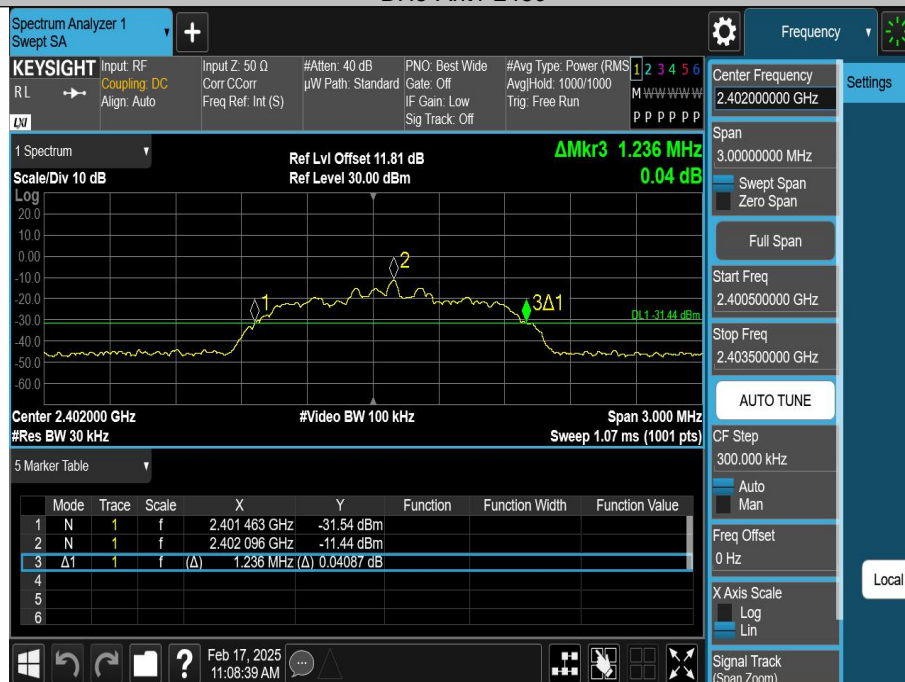 Spectrum Analyzer 1
Swept SA
+
Frequency
KEYSIGHT
RL
LXI
Input: RF
Coupling: DC
Align: Auto
Input Z: 50 Ω
Corr CCorr
Freq Ref: Int (S)
#Atten: 40 dB
µW Path: Standard
PNO: Best Wide
Gate: Off
IF Gain: Low
Sig Track: Off
#Avg Type: Power (RMS
Avg|Hold: 1000/1000
Trig: Free Run
1 2 3 4 5 6
M W W W W W
P P P P P P
1 Spectrum
Scale/Div 10 dB
Ref Lvl Offset 11.81 dB
Ref Level 30.00 dBm
ΔMkr3 1.236 MHz
0.04 dB
Log
20.0
10.0
0.00
-10.0
-20.0
-30.0
-40.0
-50.0
-60.0
1
2
3Δ1
DL1 -31.44 dBm
Center 2.402000 GHz
#Res BW 30 kHz
#Video BW 100 kHz
Span 3.000 MHz
Sweep 1.07 ms (1001 pts)
5 Marker Table
Mode Trace Scale X Y Function Function Width Function Value
1 N 1 f 2.401 463 GHz -31.54 dBm
2 N 1 f 2.402 096 GHz -11.44 dBm
3 Δ1 1 f (Δ) 1.236 MHz (Δ) 0.04087 dB
4
5
6
?
Feb 17, 2025
11:08:39 AM
Center Frequency
2.402000000 GHz
Span
3.00000000 MHz
Swept Span
Zero Span
Full Span
Start Freq
2.400500000 GHz
Stop Freq
2.403500000 GHz
AUTO TUNE
CF Step
300.000 kHz
Auto
Man
Freq Offset
0 Hz
X Axis Scale
Log
Lin
Signal Track
(Span Zoom)
Settings
Local